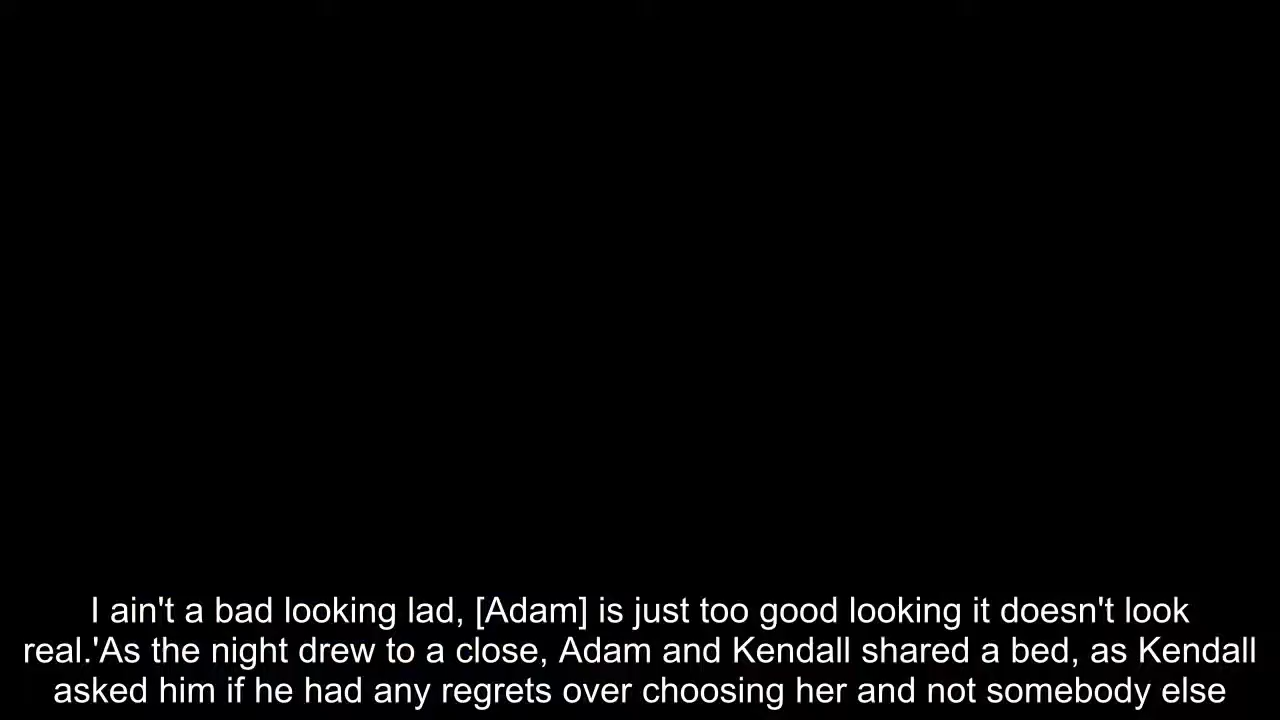 I ain't a bad looking lad, [Adam] is just too good looking it doesn't look
real.'As the night drew to a close, Adam and Kendall shared a bed, as Kendall
asked him if he had any regrets over choosing her and not somebody else